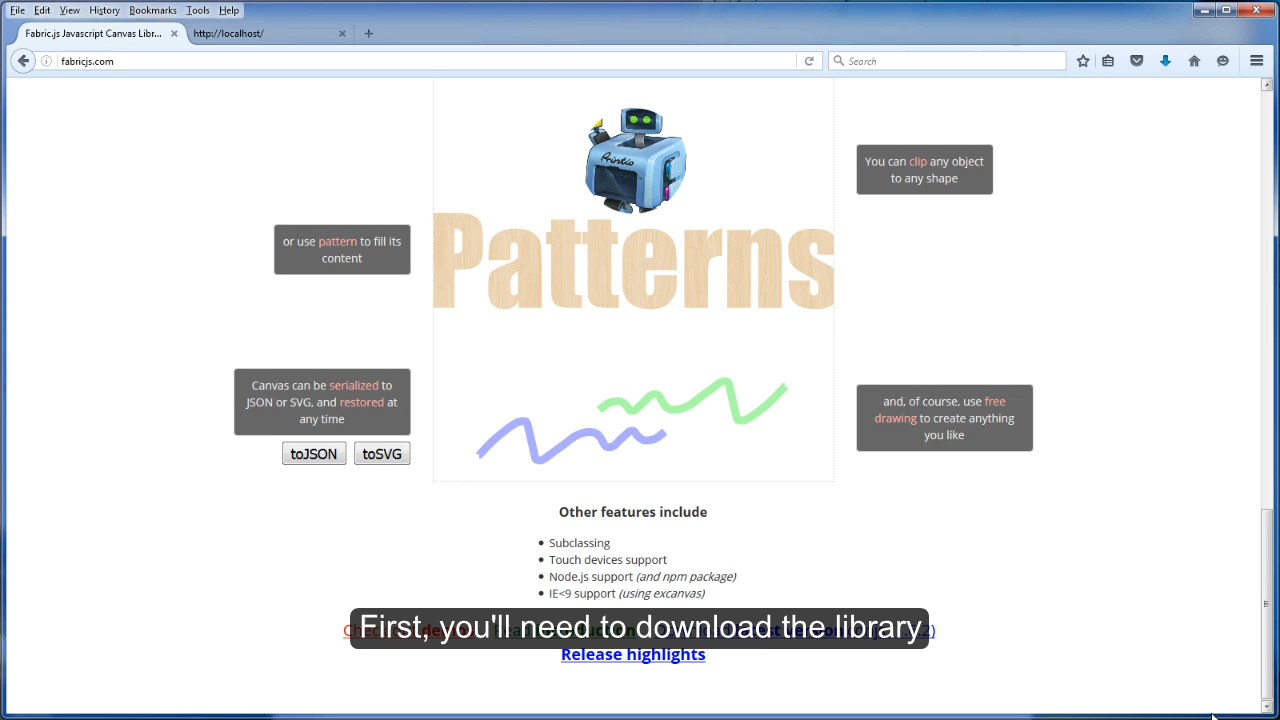 File Edit View History Bookmarks Tools Help
Fabric.js Javascript Canvas Libr...
http://localhost/
fabricjs.com
Search
Printio
You can clip any object
to any shape
or use pattern to fill its
content
Patterns
Canvas can be serialized to
JSON or SVG, and restored at
any time
toJSON toSVG
and, of course, use free
drawing to create anything
you like
Other features include
Subclassing
Touch devices support
Node.js support (and npm package)
IE<9 support (using excanvas)
First, you'll need to download the library
Release highlights